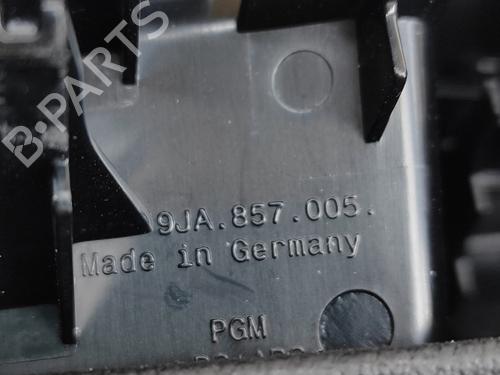 B-PARTS
9JA.857.005.
Made in Germany
PGM